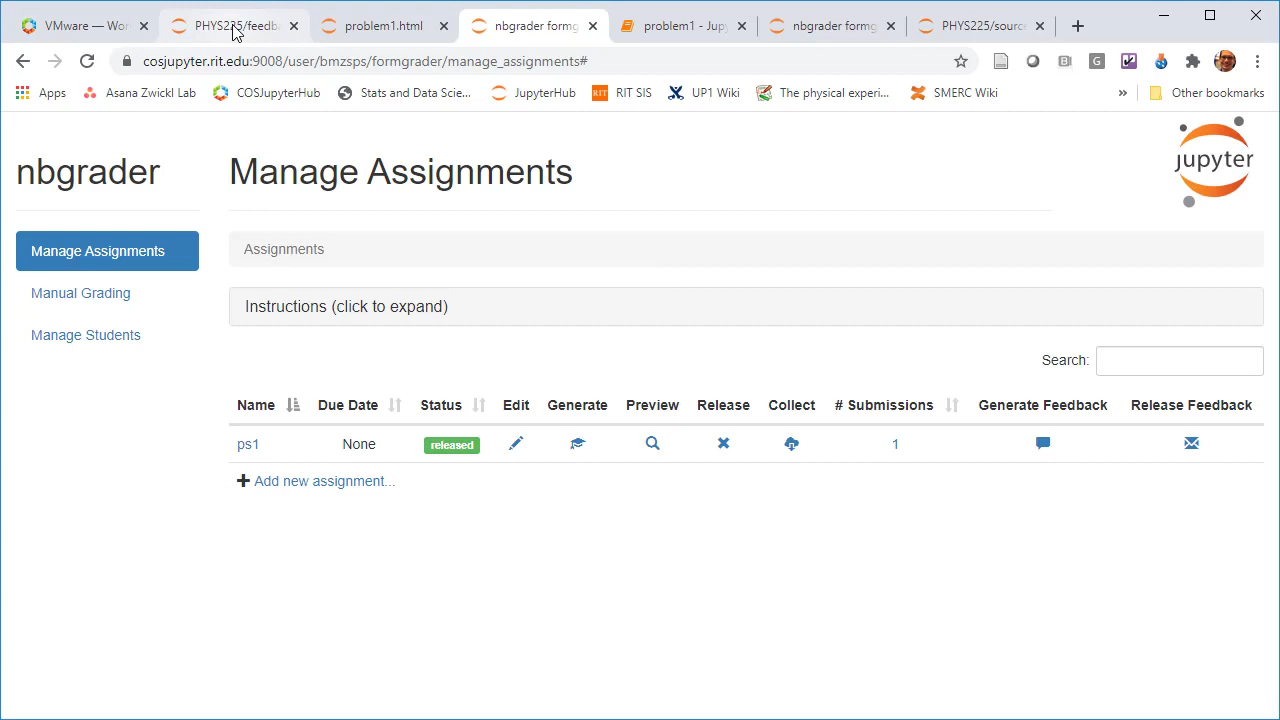 VMware — Wor
PHYS225/feedba
problem1.html
nbgrader formg
problem1 - Jup
nbgrader formg
PHYS225/source
cosjupyter.rit.edu:9008/user/bmzsps/formgrader/manage_assignments#
Apps
Asana Zwickl Lab
COSJupyterHub
Stats and Data Scie...
JupyterHub
RIT
RIT SIS
UP1 Wiki
The physical experi...
SMERC Wiki
»
Other bookmarks
nbgrader
Manage Assignments
jupyter
Manage Assignments
Manual Grading
Manage Students
Assignments
Instructions (click to expand)
Search:
Name Due Date Status Edit Generate Preview Release Collect # Submissions Generate Feedback Release Feedback
ps1 None released 1
Add new assignment...